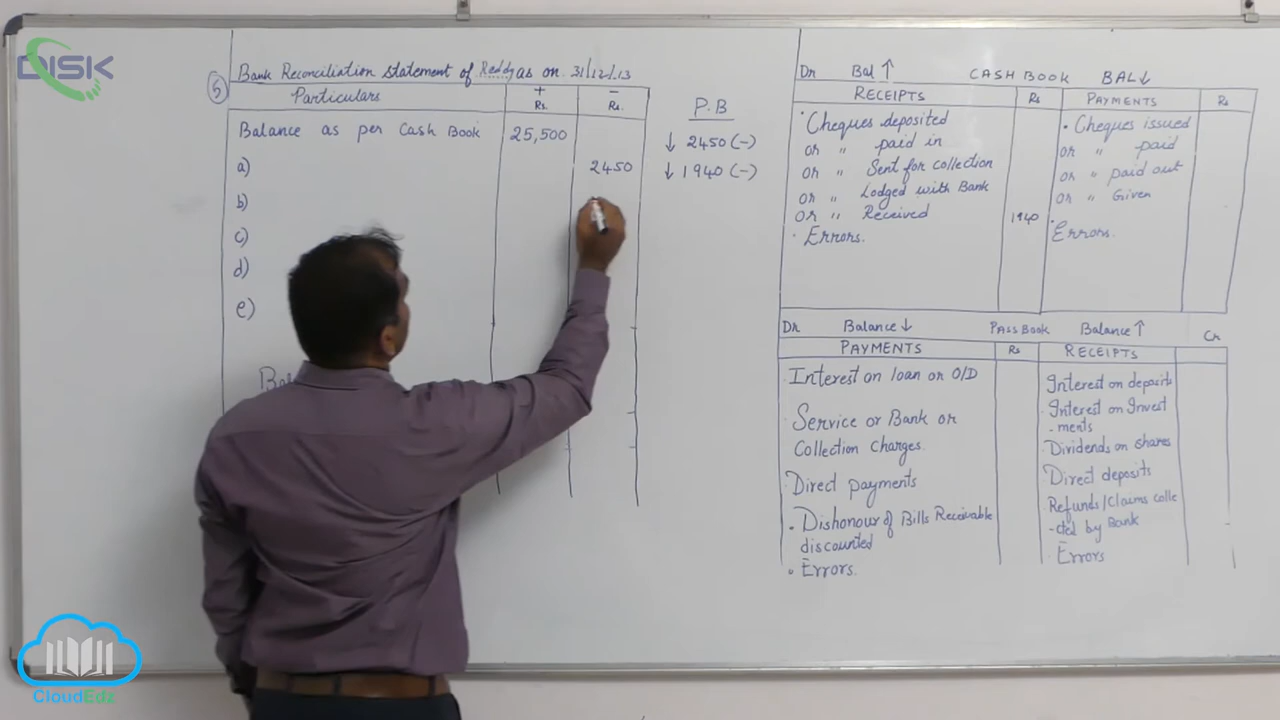 DISK
Bank Reconciliation Statement of Reddy as on 31/12/13
5
Particulars
+
Rs.
-
Rs.
Balance as per Cash Book 25,500
a) 2450
b)
c)
d)
e)
P.B
↓ 2450 (-)
↓ 1940 (-)
Dr Bal ↑ CASH BOOK BAL ↓
RECEIPTS Rs PAYMENTS Rs
· Cheques deposited
or " paid in
or " Sent for collection
or " Lodged with Bank
or " Received 1940
· Errors.
· Cheques issued
or " paid
or " paid out
or " Given
· Errors.
Dr Balance ↓ PASS BOOK Balance ↑ Cr
PAYMENTS Rs RECEIPTS
· Interest on loan or O/D
· Service or Bank or
Collection Charges.
· Direct payments
· Dishonour of Bills Receivable
discounted
· Errors.
· Interest on deposits
· Interest on Invest
-ments
· Dividends on shares
· Direct deposits
· Refunds/Claims colle
-cted by Bank
· Errors
CloudEdz